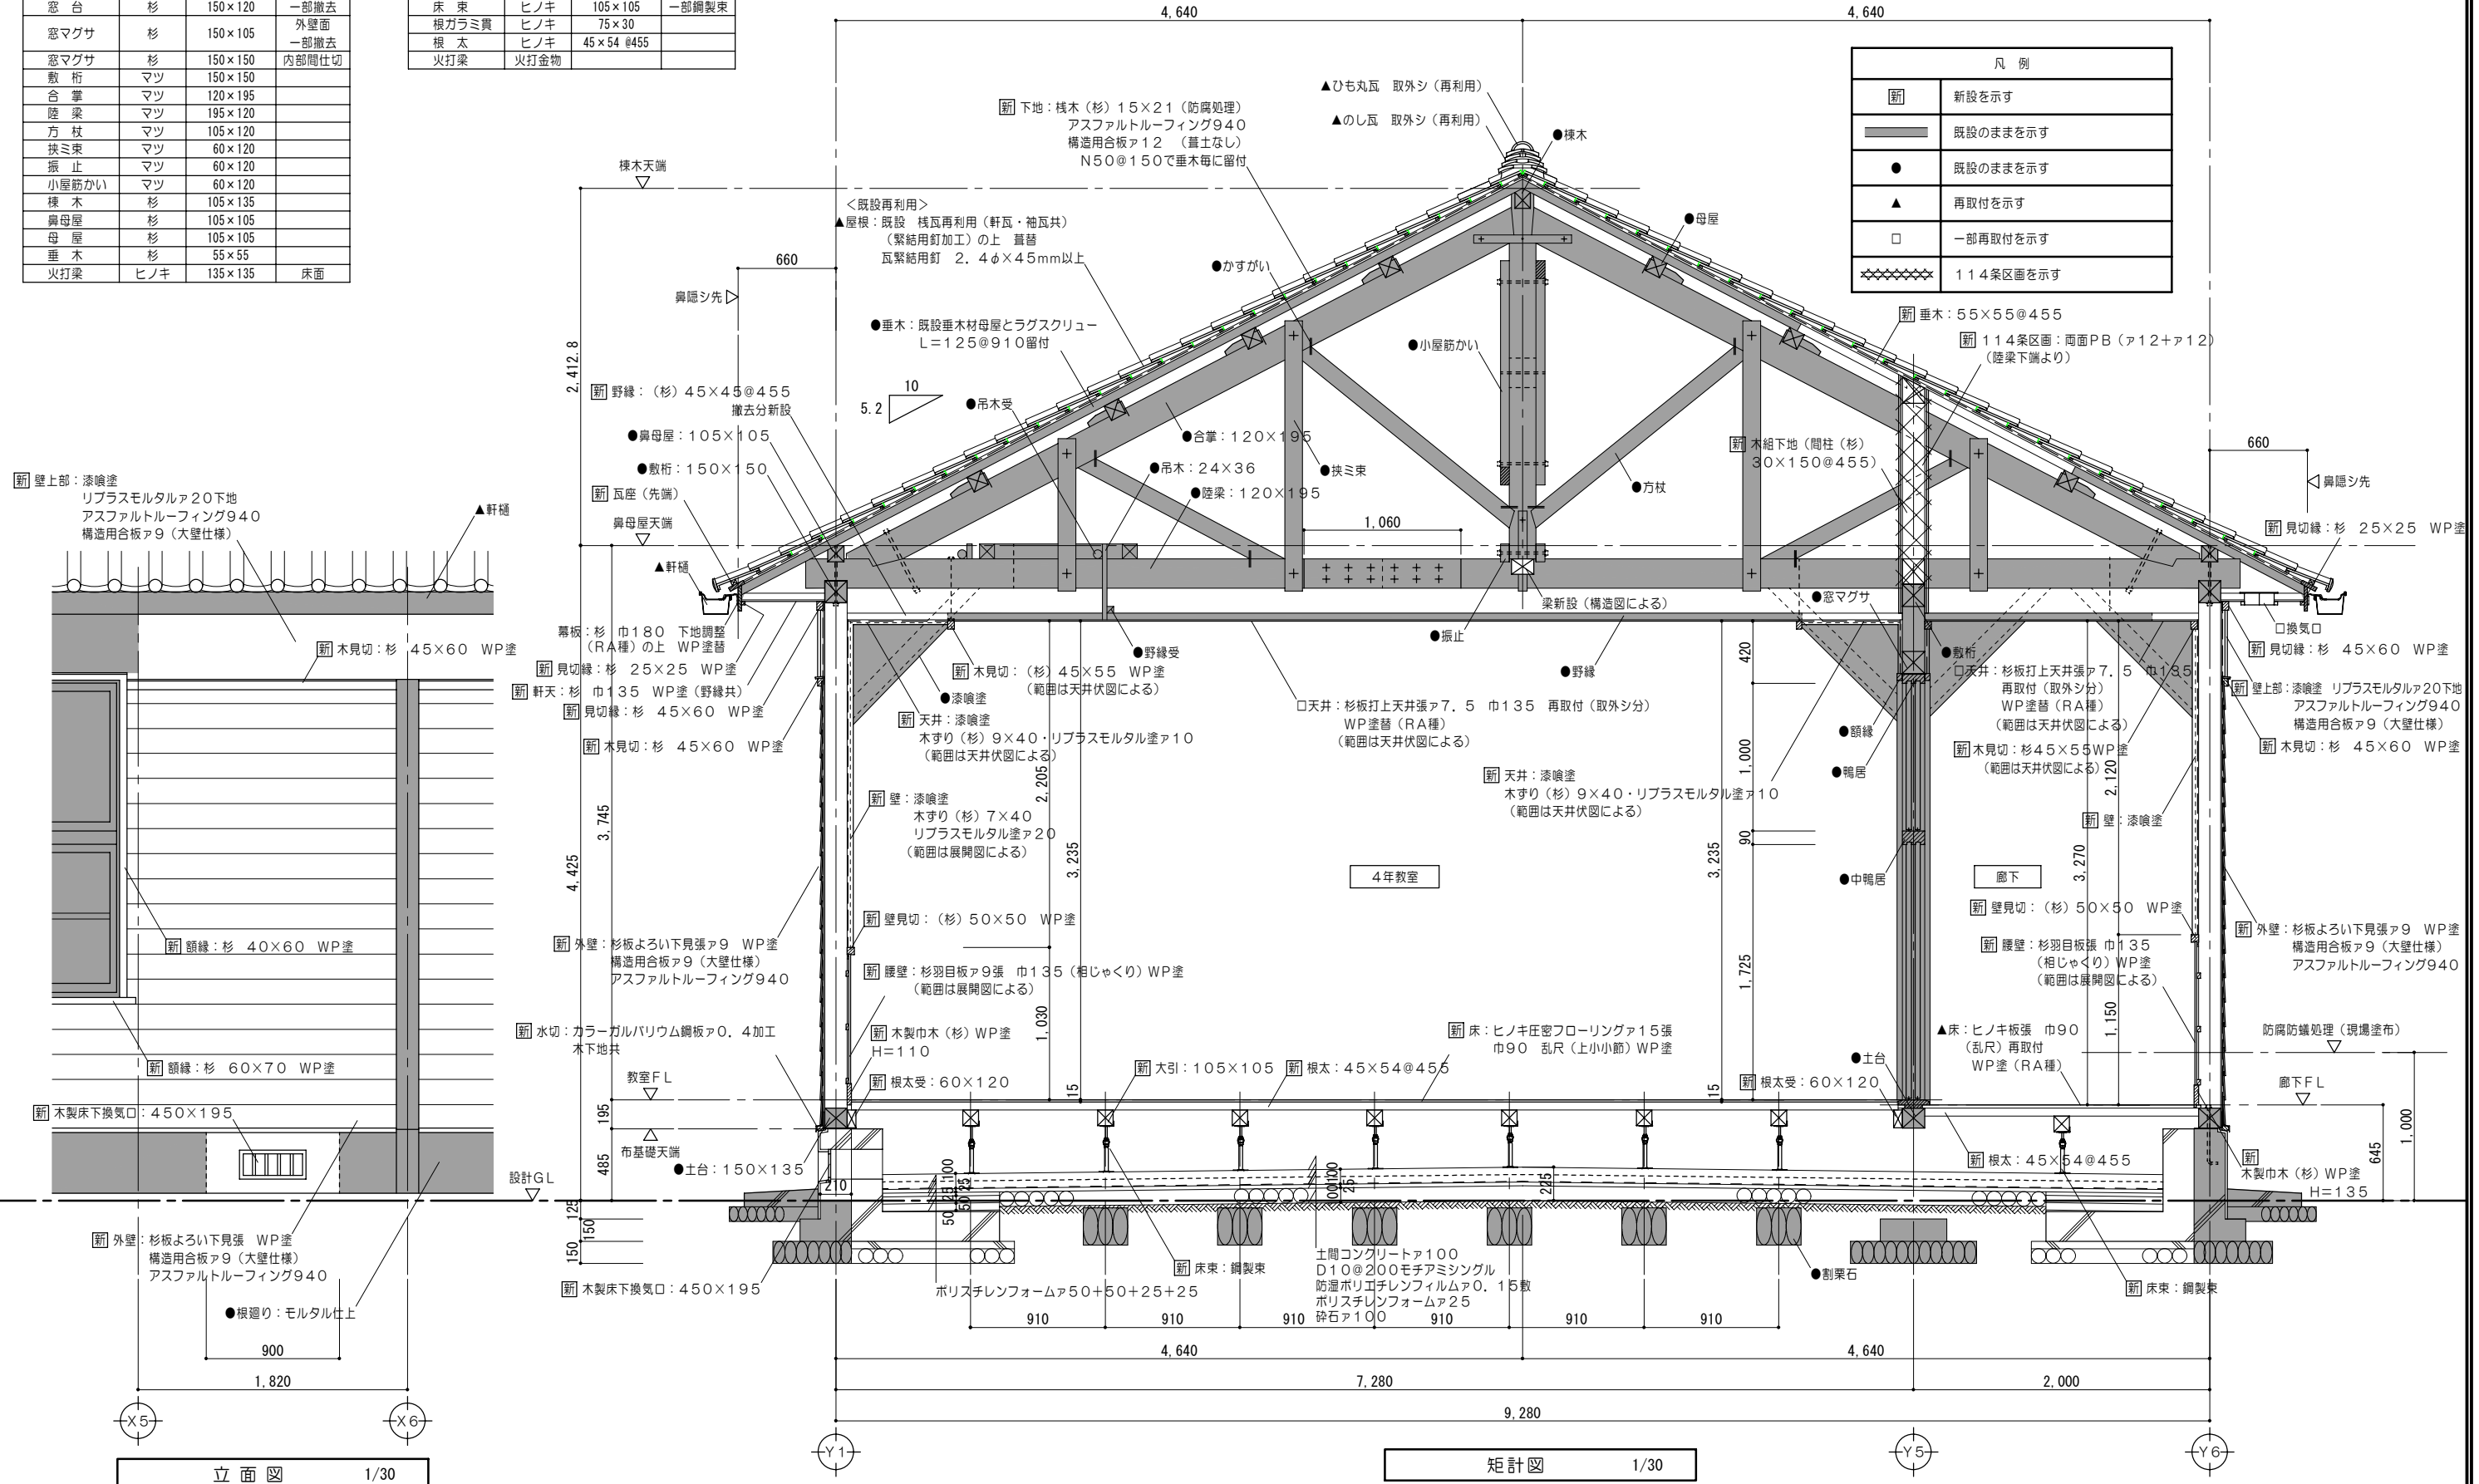 窓 台 杉 150×120 一部撤去
窓マグサ 杉 150×105 外壁面
一部撤去
窓マグサ 杉 150×150 内部間仕切
敷 桁 マツ 150×150
合 掌 マツ 120×195
陸 梁 マツ 195×120
方 杖 マツ 105×120
挟ミ束 マツ 60×120
振 止 マツ 60×120
小屋筋かい マツ 60×120
棟 木 杉 105×135
鼻母屋 杉 105×105
母 屋 杉 105×105
垂 木 杉 55×55
火打梁 ヒノキ 135×135 床面
床 束 ヒノキ 105×105 一部鋼製束
根ガラミ貫 ヒノキ 75×30
根 太 ヒノキ 45×54 @455
火打梁 火打金物
4,640
4,640
凡 例
新 新設を示す
既設のままを示す
● 既設のままを示す
▲ 再取付を示す
□ 一部再取付を示す
114条区画を示す
▲ひも丸瓦 取外シ（再利用）
▲のし瓦 取外シ（再利用）
●棟木
新 下地：桟木（杉）15×21（防腐処理）
アスファルトルーフィング940
構造用合板ァ12 （葺土なし）
N50@150で垂木毎に留付
棟木天端
＜既設再利用＞
▲屋根：既設 桟瓦再利用（軒瓦・袖瓦共）
（緊結用釘加工）の上 葺替
瓦緊結用釘 2．4φ×45mm以上
●母屋
●かすがい
660
鼻隠シ先
●垂木：既設垂木材母屋とラグスクリュー
L＝125@910留付
●小屋筋かい
新 垂木：55×55@455
新 114条区画：両面PB（ァ12＋ァ12）
（陸梁下端より）
2,412.8
10
5.2
新 野縁：（杉）45×45@455
撤去分新設
●吊木受
●鼻母屋：105×105
●合掌：120×195
●敷桁：150×150
●吊木：24×36
●挟ミ束
新 木組下地（間柱（杉）
30×150@455）
660
新 瓦座（先端）
●陸梁：120×195
●方杖
鼻隠シ先
鼻母屋天端
1,060
新 見切縁：杉 25×25 WP塗
▲軒樋
新 壁上部：漆喰塗
リプラスモルタルァ20下地
アスファルトルーフィング940
構造用合板ァ9（大壁仕様）
▲軒樋
新 木見切：杉 45×60 WP塗
幕板：杉 巾180 下地調整
（RA種）の上 WP塗替
新 見切縁：杉 25×25 WP塗
新 軒天：杉 巾135 WP塗（野縁共）
新 見切縁：杉 45×60 WP塗
新 木見切：杉 45×60 WP塗
梁新設（構造図による）
●窓マグサ
●振止
●野縁受
●野縁
●敷桁
□換気口
新 見切縁：杉 45×60 WP塗
新 木見切：（杉）45×55 WP塗
（範囲は天井伏図による）
●漆喰塗
新 天井：漆喰塗
木ずり（杉）9×40・リプラスモルタル塗ァ10
（範囲は天井伏図による）
□天井：杉板打上天井張ァ7．5 巾135 再取付（取外シ分）
WP塗替（RA種）
（範囲は天井伏図による）
□天井：杉板打上天井張ァ7．5 巾135
再取付（取外シ分）
WP塗替（RA種）
（範囲は天井伏図による）
新 壁上部：漆喰塗 リプラスモルタルァ20下地
アスファルトルーフィング940
構造用合板ァ9（大壁仕様）
420
●額縁
新 木見切：杉45×55WP塗
（範囲は天井伏図による）
新 木見切：杉 45×60 WP塗
●鴨居
新 天井：漆喰塗
木ずり（杉）9×40・リプラスモルタル塗ァ10
（範囲は天井伏図による）
1,000
2,205
2,120
3,745
4,425
新 壁：漆喰塗
木ずり（杉）7×40
リプラスモルタル塗ァ20
（範囲は展開図による）
新 壁：漆喰塗
3,235
3,235
90
3,270
4年教室
廊下
●中鴨居
新 壁見切：（杉）50×50 WP塗
新 壁見切：（杉）50×50 WP塗
新 額縁：杉 40×60 WP塗
新 外壁：杉板よろい下見張ァ9 WP塗
構造用合板ァ9（大壁仕様）
アスファルトルーフィング940
新 腰壁：杉羽目板ァ9張 巾135（相じゃくり）WP塗
（範囲は展開図による）
新 腰壁：杉羽目板張 巾135
（相じゃくり）WP塗
（範囲は展開図による）
新 外壁：杉板よろい下見張ァ9 WP塗
構造用合板ァ9（大壁仕様）
アスファルトルーフィング940
1,725
1,030
1,150
新 水切：カラーガルバリウム鋼板ァ0．4加工
木下地共
新 木製巾木（杉）WP塗
H＝110
新 床：ヒノキ圧密フローリングァ15張
巾90 乱尺（上小小節）WP塗
▲床：ヒノキ板張 巾90
（乱尺）再取付
WP塗（RA種）
防腐防蟻処理（現場塗布）
●土台
新 額縁：杉 60×70 WP塗
教室FL
新 根太受：60×120
新 大引：105×105
新 根太：45×54@455
新 根太受：60×120
廊下FL
15
15
195
新 木製床下換気口：450×195
布基礎天端
485
●土台：150×135
設計GL
210
50 25 100
50 25
100 100
25
225
新 根太：45×54@455
645
1,000
新
木製巾木（杉）WP塗
H＝135
125
150
150
新 外壁：杉板よろい下見張 WP塗
構造用合板ァ9（大壁仕様）
アスファルトルーフィング940
新 木製床下換気口：450×195
ポリスチレンフォームァ50＋50＋25＋25
新 床束：鋼製束
土間コンクリートァ100
D10@200モチアミシングル
防湿ポリエチレンフィルムァ0．15敷
ポリスチレンフォームァ25
砕石ァ100
●割栗石
新 床束：鋼製束
●根廻り：モルタル仕上
910 910 910 910 910 910
900
4,640
4,640
1,820
7,280
2,000
9,280
X5
X6
Y1
Y5
Y6
立面図 1/30
矩計図 1/30